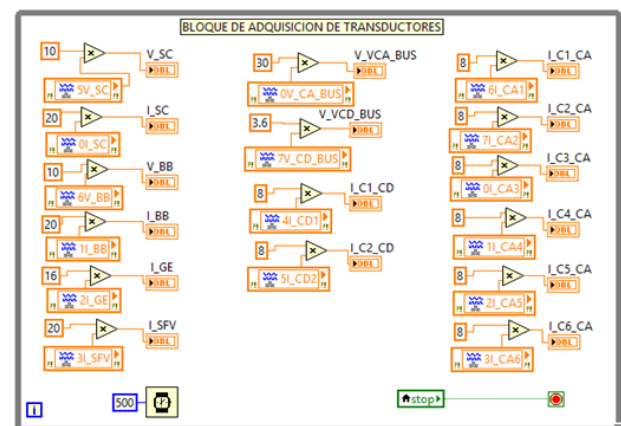 BLOQUE DE ADQUISICION DE TRANSDUCTORES
10 V_SC
DBL
5V_SC
20 I_SC
DBL
0I_SC
10 V_BB
DBL
6V_BB
20 I_BB
DBL
1I_BB
16 I_GE
DBL
2I_GE
20 I_SFV
DBL
3I_SFV
30 V_VCA_BUS
DBL
0V_CA_BUS
3.6 V_VCD_BUS
DBL
7V_CD_BUS
8 I_C1_CD
DBL
4I_CD1
8 I_C2_CD
DBL
5I_CD2
8 I_C1_CA
DBL
6I_CA1
8 I_C2_CA
DBL
7I_CA2
8 I_C3_CA
DBL
0I_CA3
8 I_C4_CA
DBL
1I_CA4
8 I_C5_CA
DBL
2I_CA5
8 I_C6_CA
DBL
3I_CA6
i
500
stop